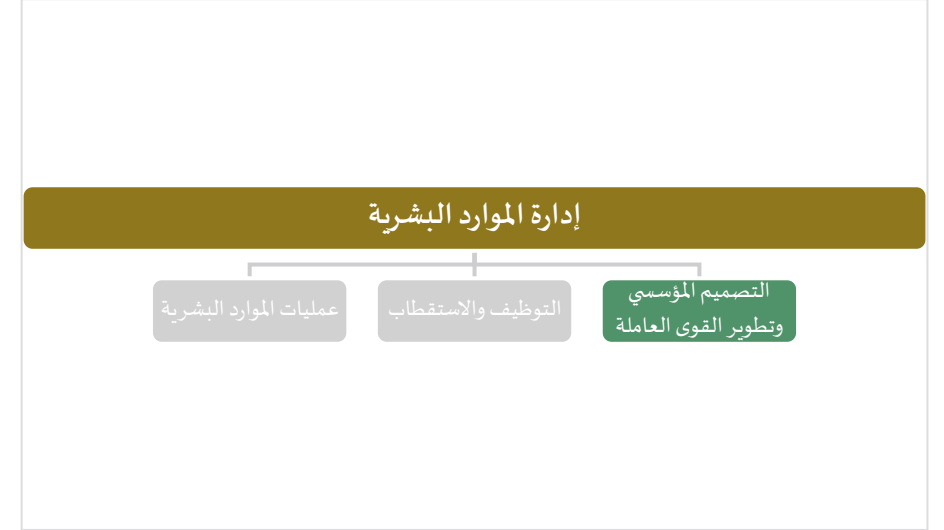 إدارة الموارد البشرية
التصميم المؤسسي
وتطوير القوى العاملة
التوظيف والاستقطاب
عمليات الموارد البشرية